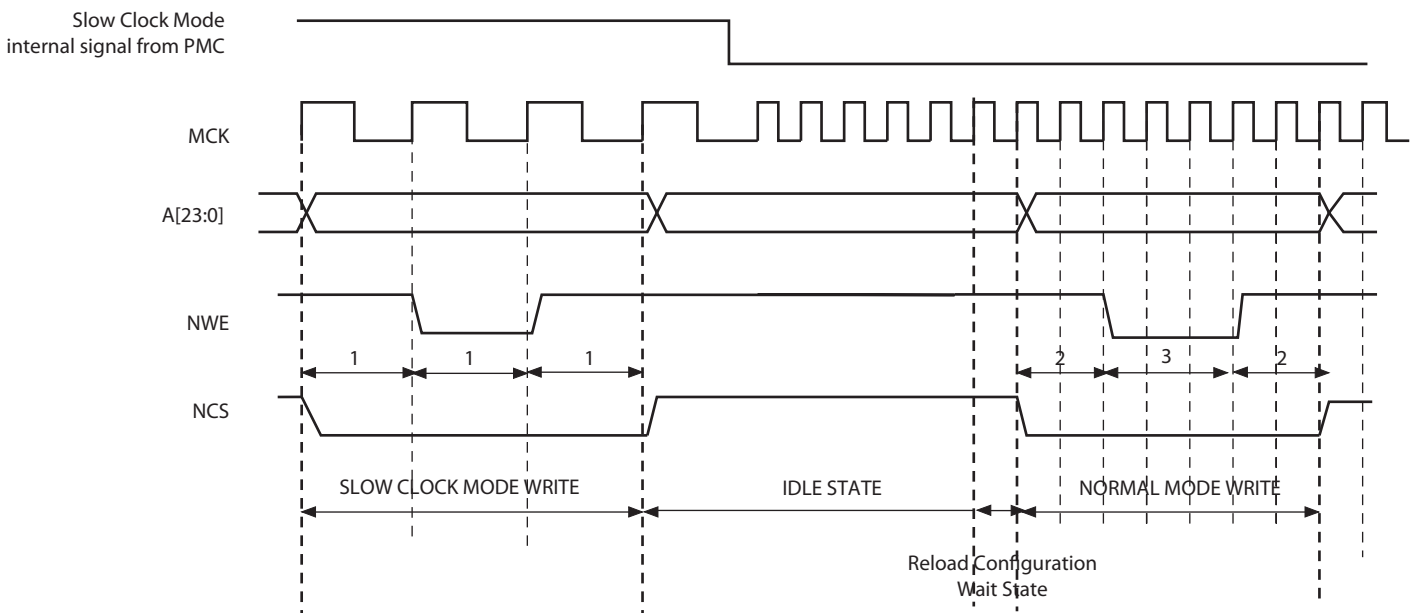 Slow Clock Mode
internal signal from PMC
MCK
A[23:0]
NWE
1 1 1 2 3 2
NCS
SLOW CLOCK MODE WRITE IDLE STATE NORMAL MODE WRITE
Reload Configuration
Wait State